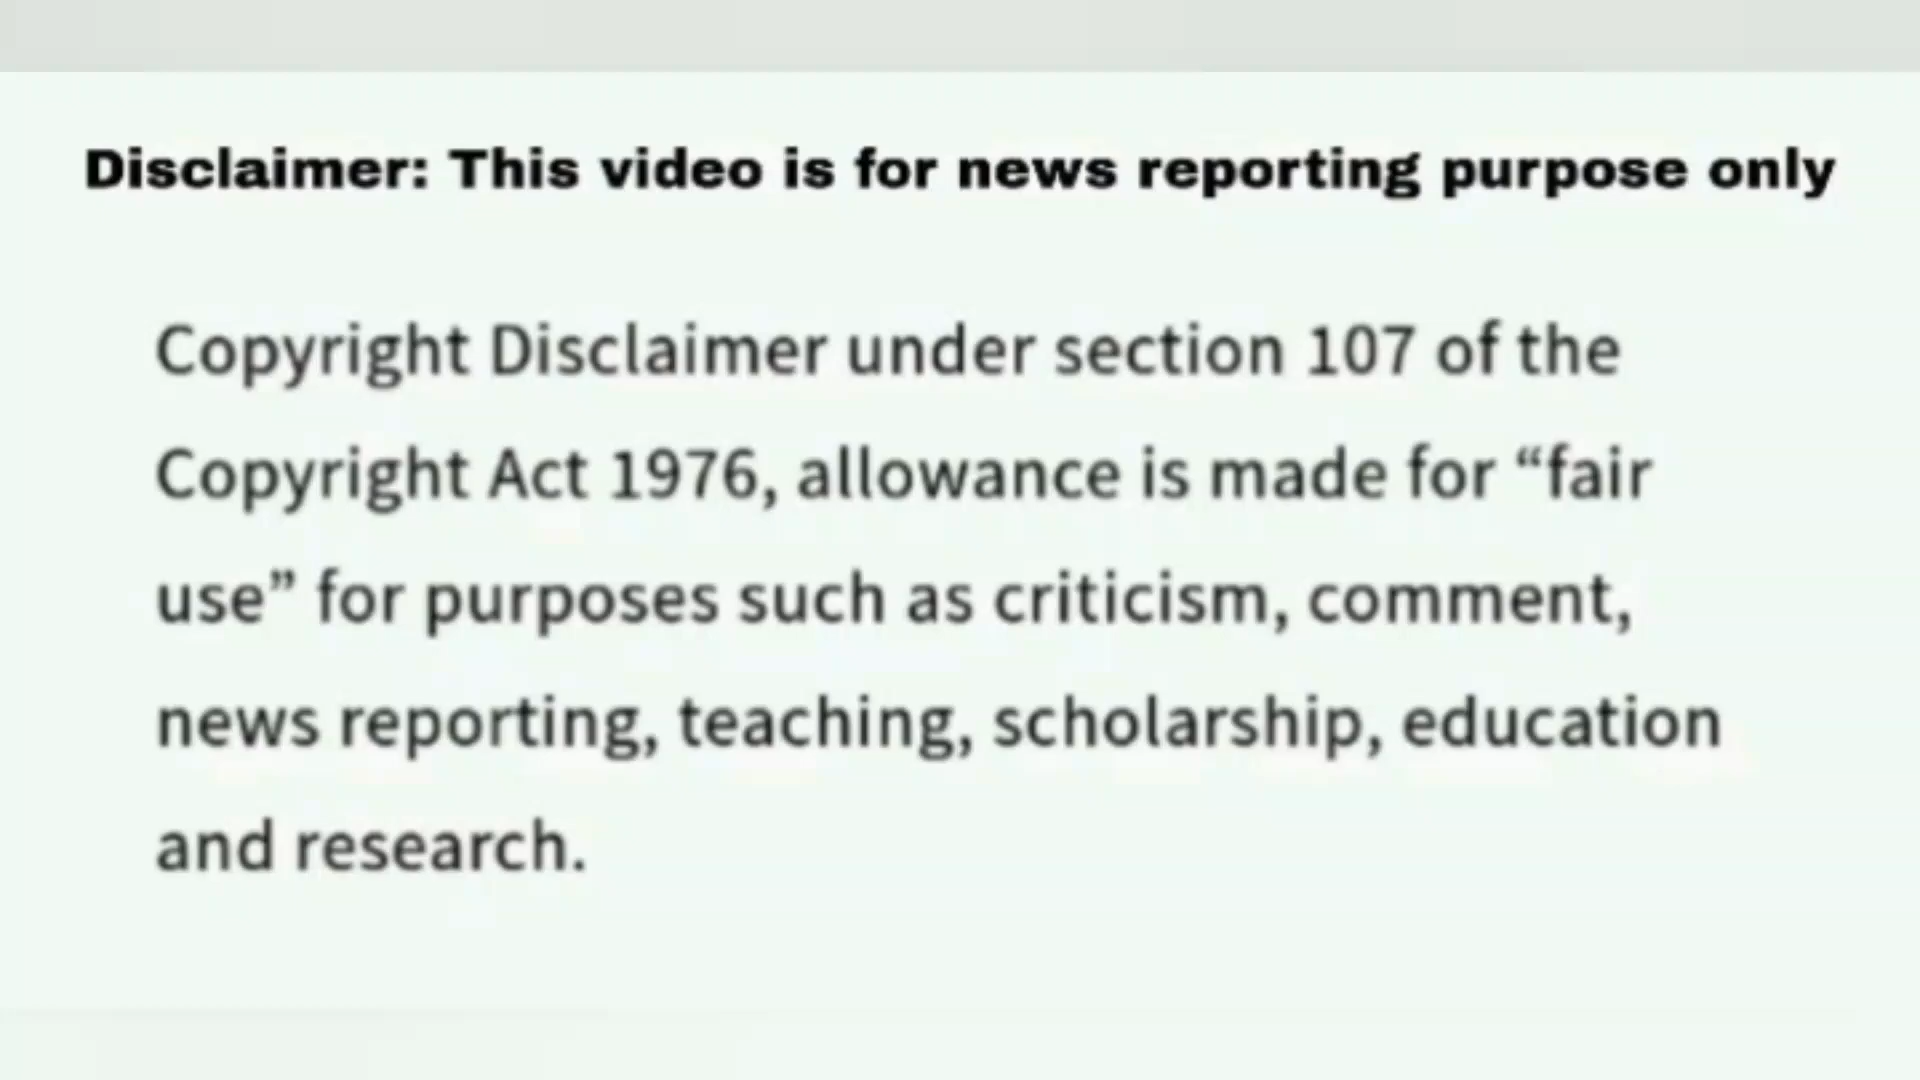 Disclaimer: This video is for news reporting purpose only
Copyright Disclaimer under section 107 of the
Copyright Act 1976, allowance is made for “fair
use” for purposes such as criticism, comment,
news reporting, teaching, scholarship, education
and research.